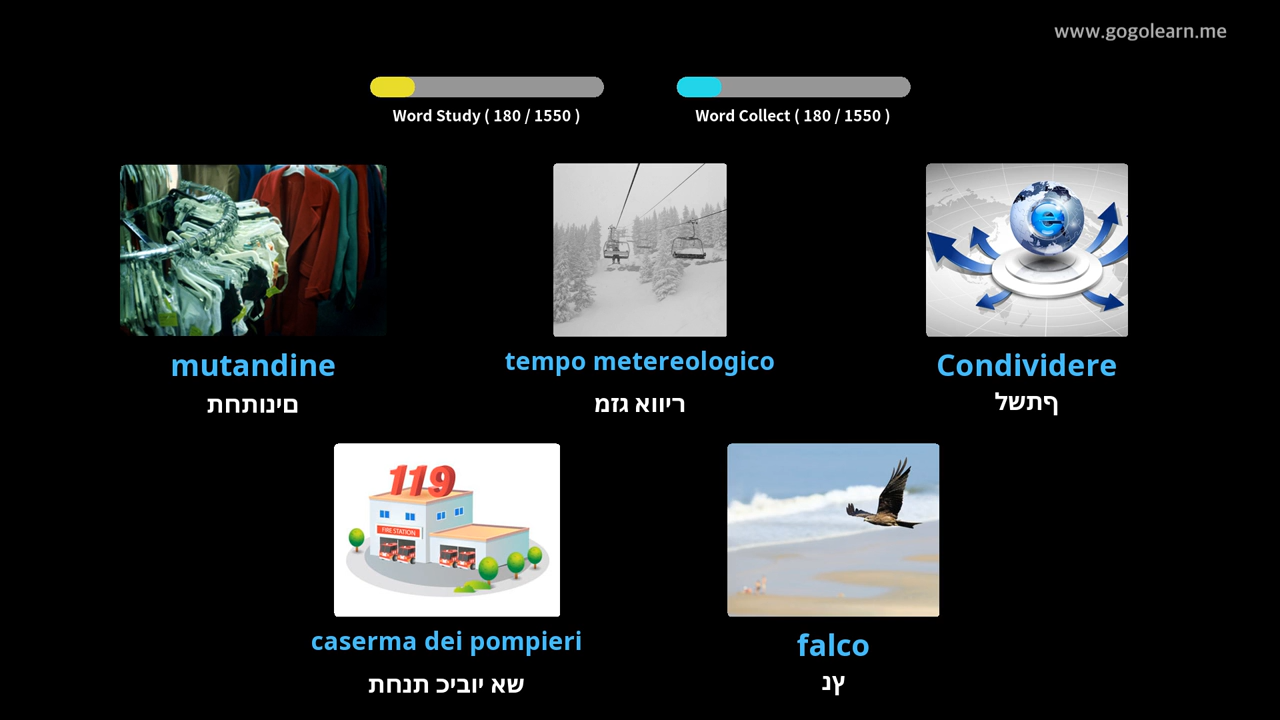 www.gogolearn.me
Word Study ( 180 / 1550 )
Word Collect ( 180 / 1550 )
mutandine
םינותחת
tempo metereologico
ריווא גזמ
Condividere
ףתשל
119
FIRE STATION
caserma dei pompieri
שא יוביכ תנחת
falco
ץנ